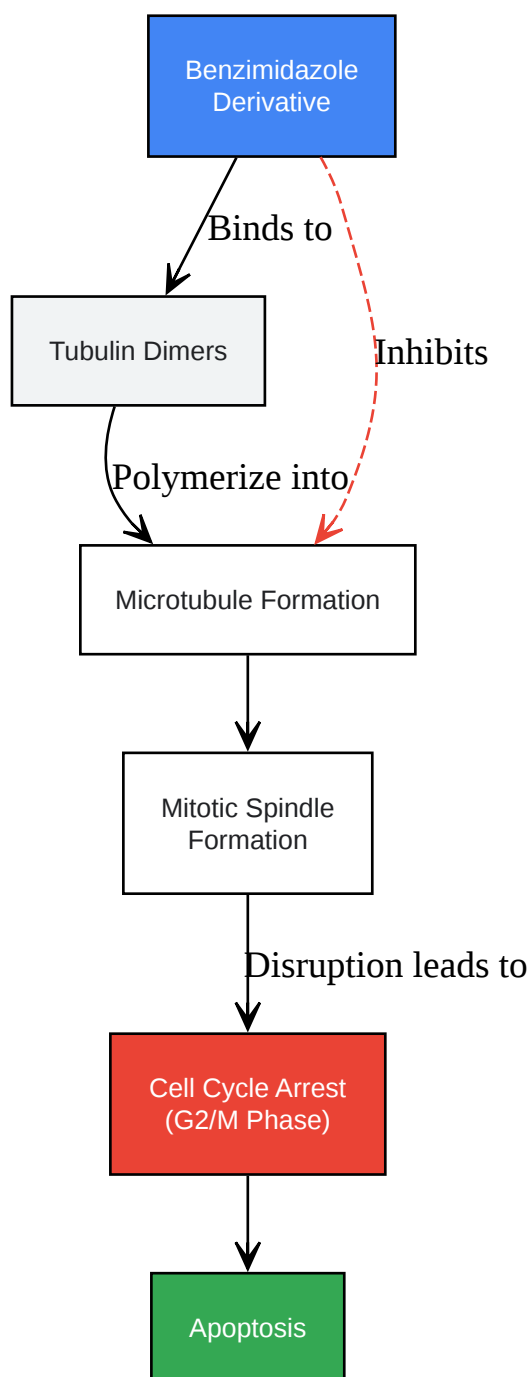 Benzimidazole
Derivative
Binds to
Tubulin Dimers
Inhibits
Polymerize into
Microtubule Formation
Mitotic Spindle
Formation
Disruption leads to
Cell Cycle Arrest
(G2/M Phase)
Apoptosis